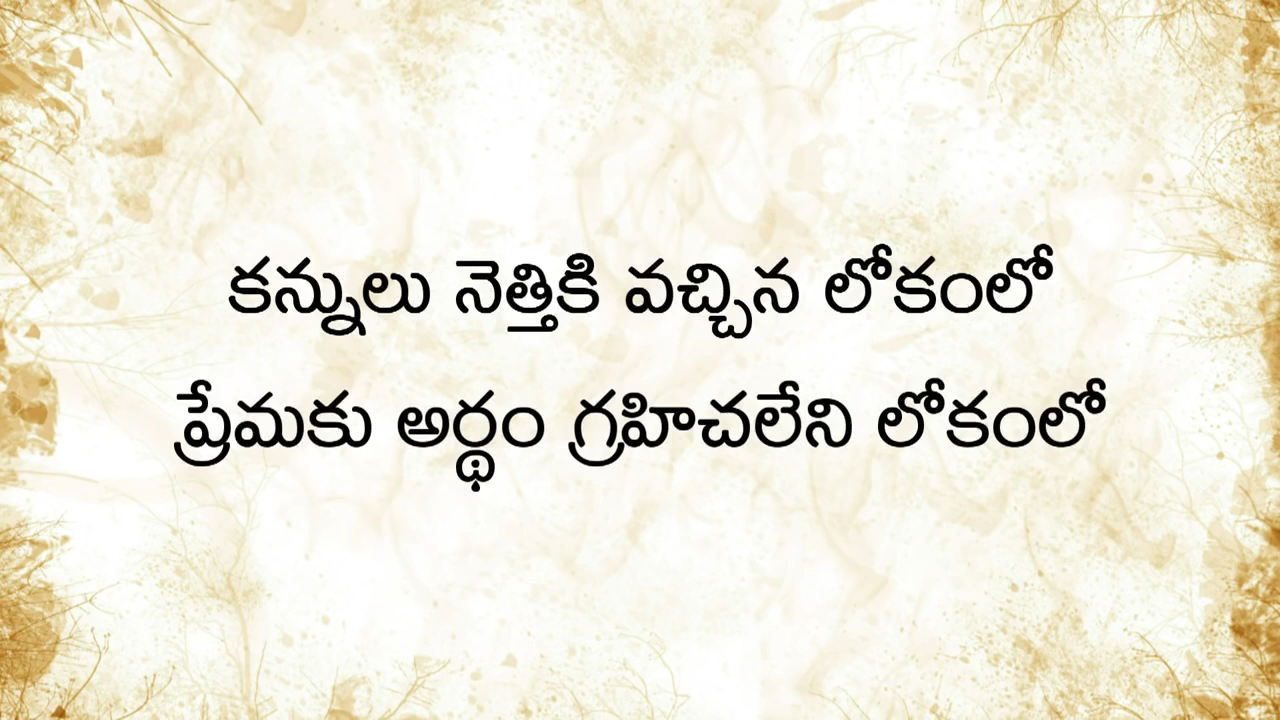 కన్నులు నెత్తికి వచ్చిన లోకంలో
ప్రేమకు అర్థం గ్రహిచలేని లోకంలో